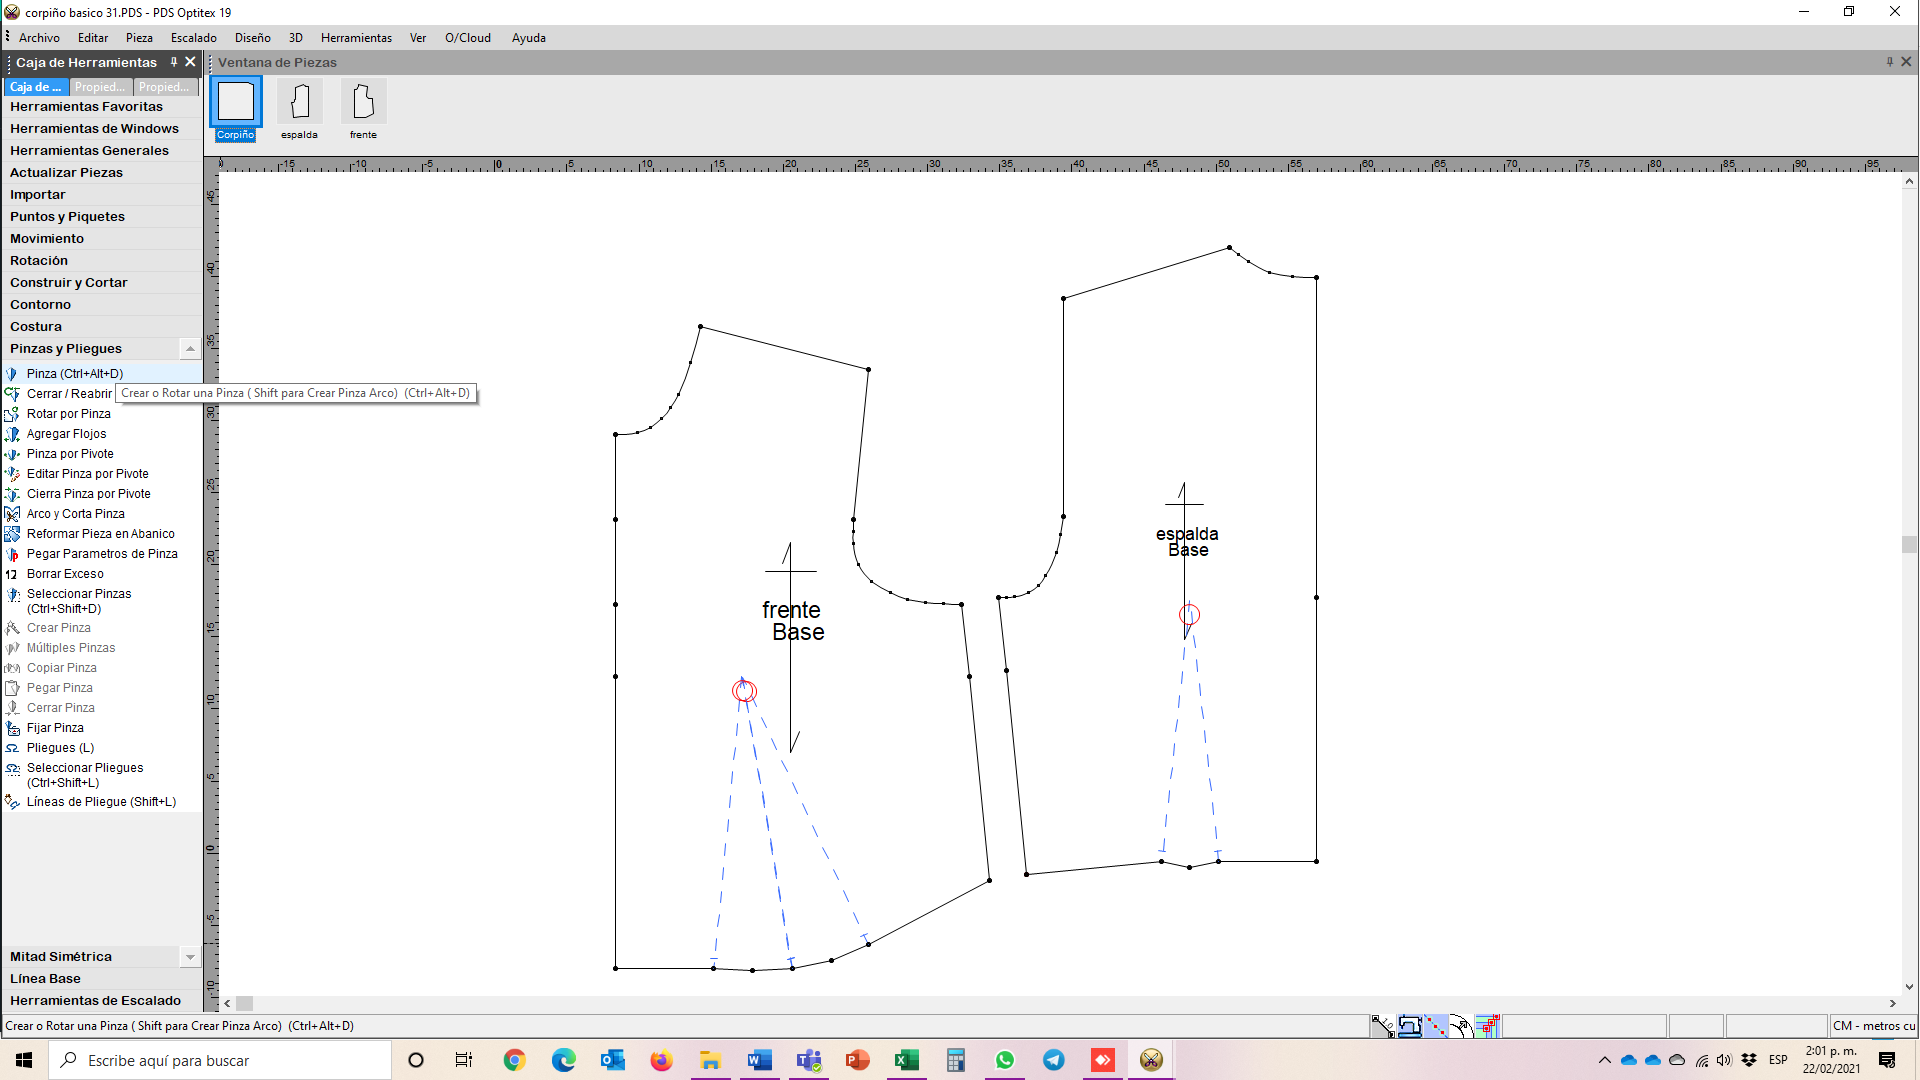 corpiño basico 31.PDS - PDS Optitex 19
Archivo Editar Pieza Escalado Diseño 3D Herramientas Ver O/Cloud Ayuda
Caja de Herramientas
Caja de ... Propied... Propied...
Herramientas Favoritas
Herramientas de Windows
Herramientas Generales
Actualizar Piezas
Importar
Puntos y Piquetes
Movimiento
Rotación
Construir y Cortar
Contorno
Costura
Pinzas y Pliegues
Pinza (Ctrl+Alt+D)
Cerrar / Reabrir
Crear o Rotar una Pinza ( Shift para Crear Pinza Arco) (Ctrl+Alt+D)
Rotar por Pinza
Agregar Flojos
Pinza por Pivote
Editar Pinza por Pivote
Cierra Pinza por Pivote
Arco y Corta Pinza
Reformar Pieza en Abanico
Pegar Parametros de Pinza
Borrar Exceso
Seleccionar Pinzas
(Ctrl+Shift+D)
Crear Pinza
Múltiples Pinzas
Copiar Pinza
Pegar Pinza
Cerrar Pinza
Fijar Pinza
Pliegues (L)
Seleccionar Pliegues
(Ctrl+Shift+L)
Líneas de Pliegue (Shift+L)
Mitad Simétrica
Línea Base
Herramientas de Escalado
Ventana de Piezas
Corpiño espalda frente
-15 -10 -5 0 5 10 15 20 25 30 35 40 45 50 55 60 65 70 75 80 85 90 95
45
40
35
30
25
20
15
10
5
0
-5
-10
espalda
Base
frente
Base
Crear o Rotar una Pinza ( Shift para Crear Pinza Arco) (Ctrl+Alt+D)
CM - metros cu
Escribe aquí para buscar
ESP
2:01 p. m.
22/02/2021